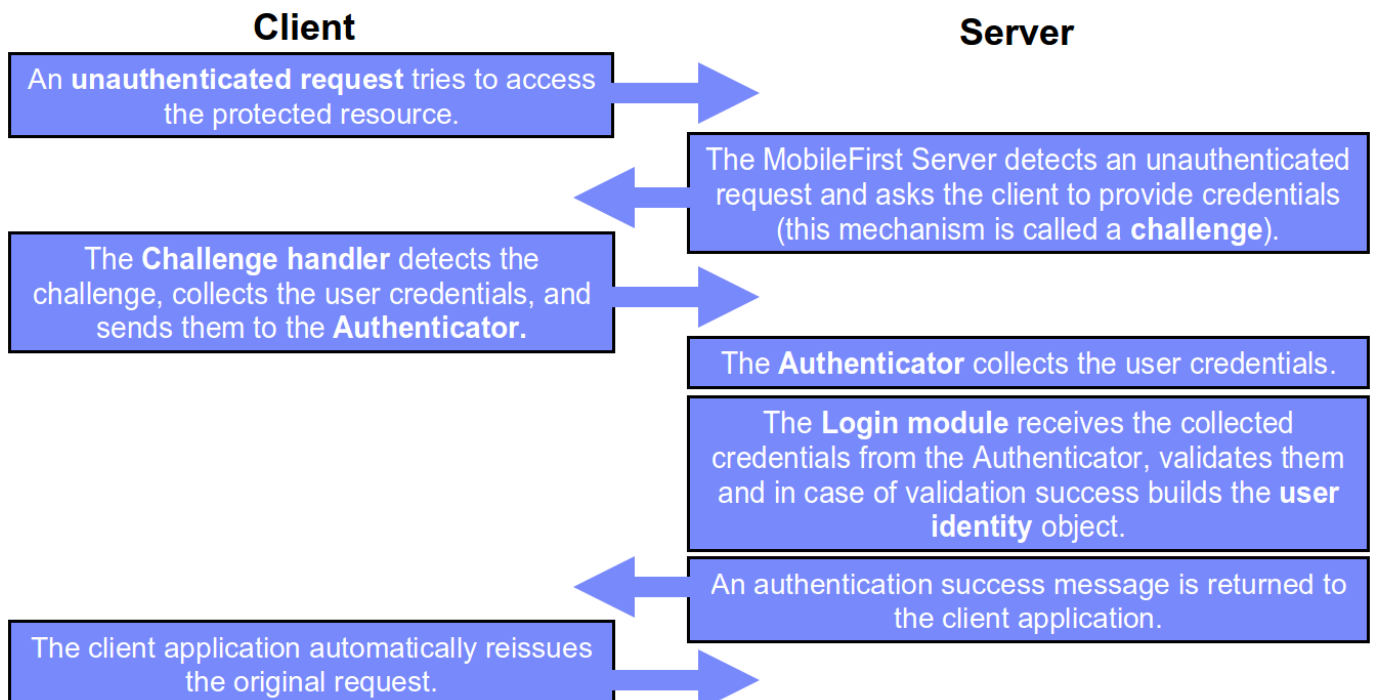 Client
Server
An unauthenticated request tries to access
the protected resource.
The MobileFirst Server detects an unauthenticated
request and asks the client to provide credentials
(this mechanism is called a challenge).
The Challenge handler detects the
challenge, collects the user credentials, and
sends them to the Authenticator.
The Authenticator collects the user credentials.
The Login module receives the collected
credentials from the Authenticator, validates them
and in case of validation success builds the user
identity object.
An authentication success message is returned to
the client application.
The client application automatically reissues
the original request.